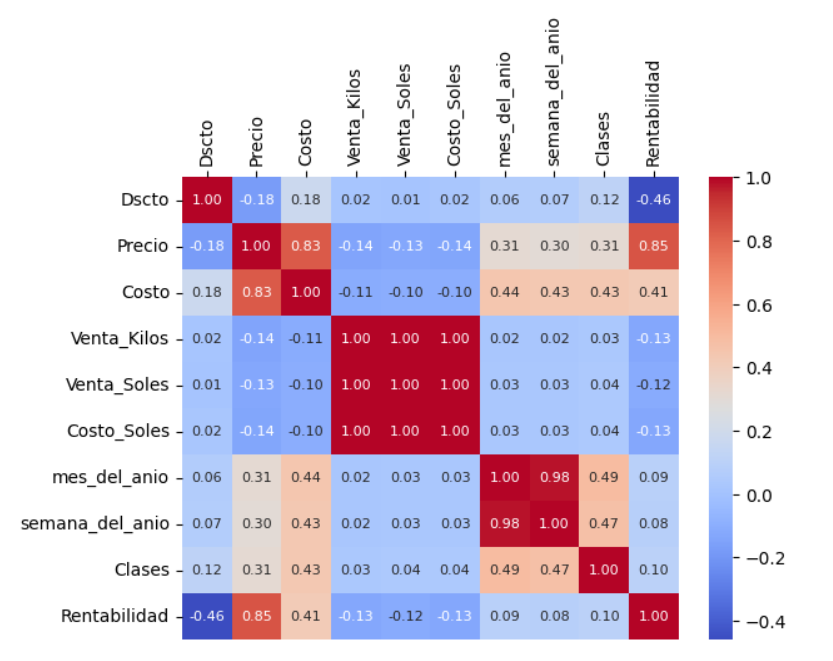 Dscto Precio Costo Venta_Kilos Venta_Soles Costo_Soles mes_del_anio semana_del_anio Clases Rentabilidad
Dscto 1.00 -0.18 0.18 0.02 0.01 0.02 0.06 0.07 0.12 -0.46
Precio -0.18 1.00 0.83 -0.14 -0.13 -0.14 0.31 0.30 0.31 0.85
Costo 0.18 0.83 1.00 -0.11 -0.10 -0.10 0.44 0.43 0.43 0.41
Venta_Kilos 0.02 -0.14 -0.11 1.00 1.00 1.00 0.02 0.02 0.03 -0.13
Venta_Soles 0.01 -0.13 -0.10 1.00 1.00 1.00 0.03 0.03 0.04 -0.12
Costo_Soles 0.02 -0.14 -0.10 1.00 1.00 1.00 0.03 0.03 0.04 -0.13
mes_del_anio 0.06 0.31 0.44 0.02 0.03 0.03 1.00 0.98 0.49 0.09
semana_del_anio 0.07 0.30 0.43 0.02 0.03 0.03 0.98 1.00 0.47 0.08
Clases 0.12 0.31 0.43 0.03 0.04 0.04 0.49 0.47 1.00 0.10
Rentabilidad -0.46 0.85 0.41 -0.13 -0.12 -0.13 0.09 0.08 0.10 1.00
1.0
0.8
0.6
0.4
0.2
0.0
−0.2
−0.4